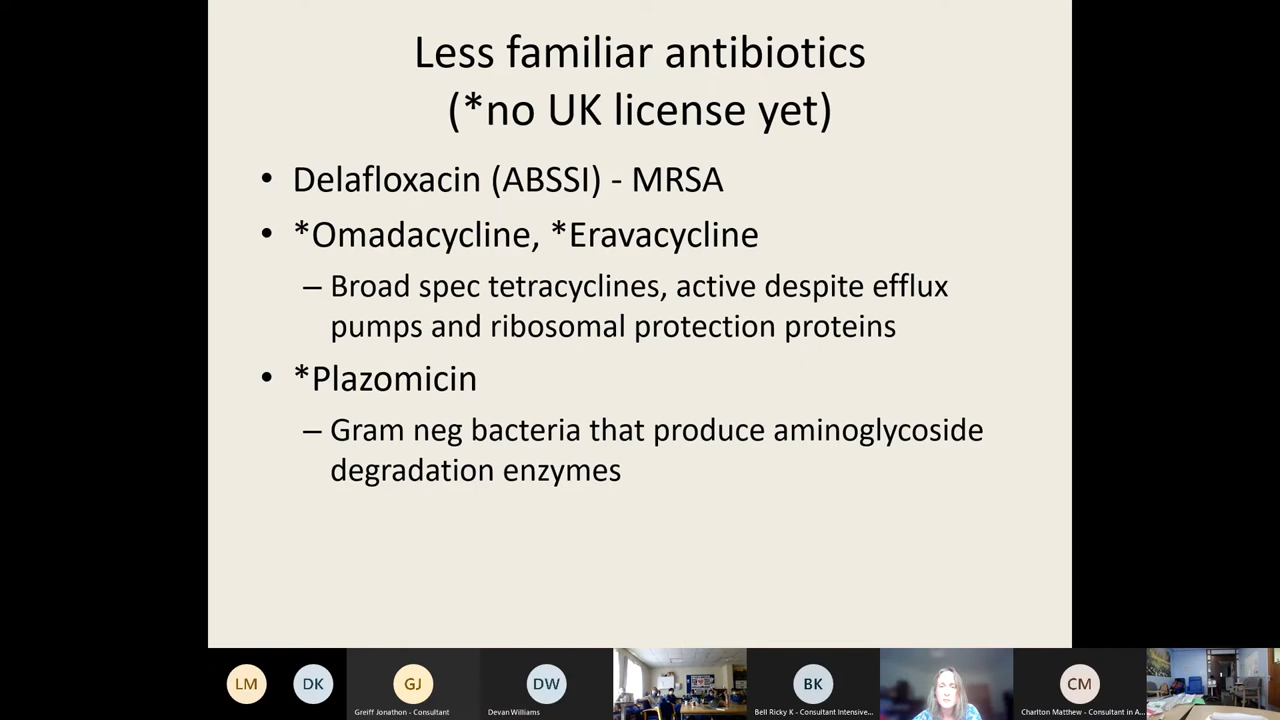 Less familiar antibiotics
(*no UK license yet)
• Delafloxacin (ABSSI) - MRSA
• *Omadacycline, *Eravacycline
– Broad spec tetracyclines, active despite efflux
pumps and ribosomal protection proteins
• *Plazomicin
– Gram neg bacteria that produce aminoglycoside
degradation enzymes
LM DK GJ DW BK CM
Greiff Jonathon - Consultant Devan Williams Bell Ricky K - Consultant Intensive... Charlton Matthew - Consultant in A...